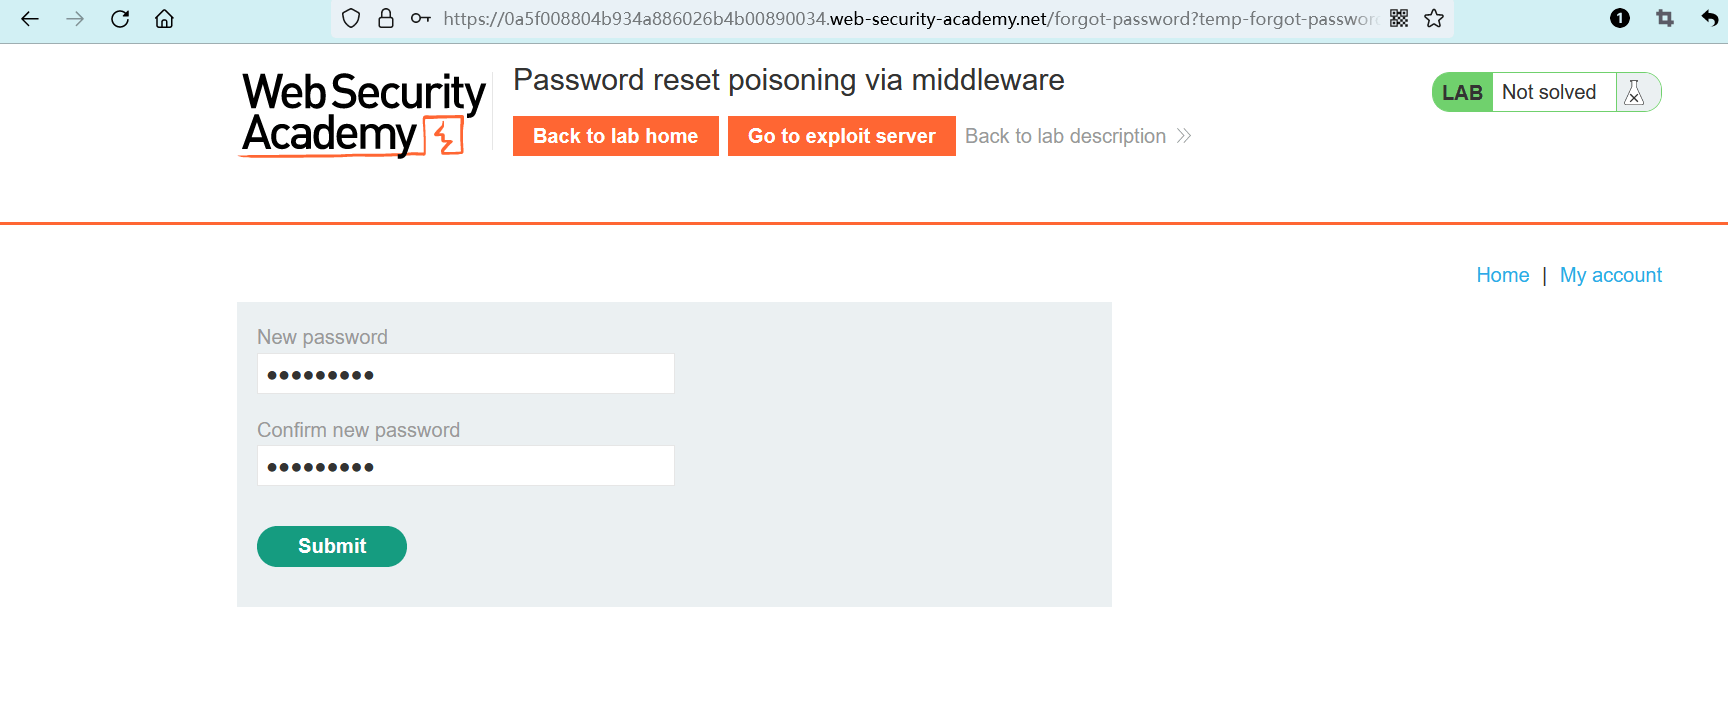 https://0a5f008804b934a886026b4b00890034.web-security-academy.net/forgot-password?temp-forgot-passwor
1
Web Security
Academy
Password reset poisoning via middleware
Back to lab home
Go to exploit server
Back to lab description
LAB
Not solved
Home | My account
New password
●●●●●●●●●
Confirm new password
●●●●●●●●●
Submit